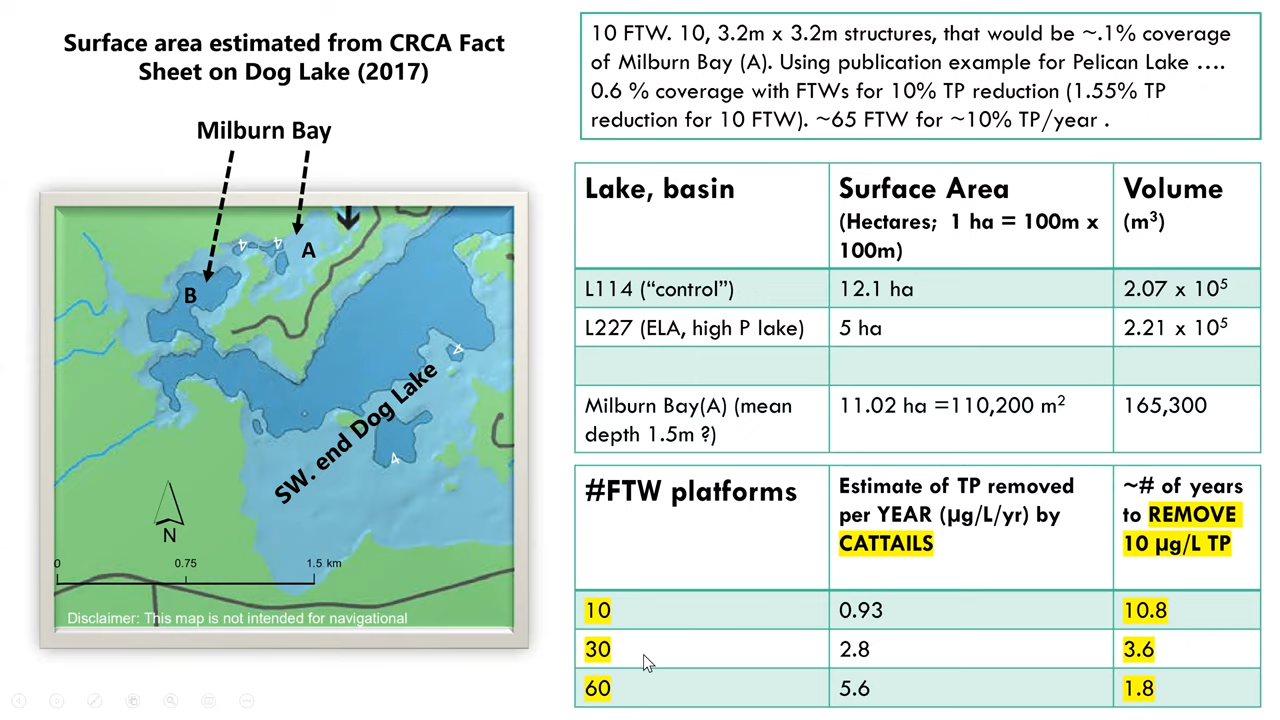 Surface area estimated from CRCA Fact
Sheet on Dog Lake (2017)
Milburn Bay
A
B
4
4
4
4
SW. end Dog Lake
N
0
0.75
1.5 km
Disclaimer: This map is not intended for navigational
10 FTW. 10, 3.2m x 3.2m structures, that would be ~.1% coverage
of Milburn Bay (A). Using publication example for Pelican Lake ....
0.6 % coverage with FTWs for 10% TP reduction (1.55% TP
reduction for 10 FTW). ~65 FTW for ~10% TP/year .
Lake, basin
Surface Area
(Hectares; 1 ha = 100m x
100m)
Volume
(m³)
L114 (“control”)
12.1 ha
2.07 x 10⁵
L227 (ELA, high P lake)
5 ha
2.21 x 10⁵
Milburn Bay(A) (mean
depth 1.5m ?)
11.02 ha =110,200 m²
165,300
#FTW platforms
Estimate of TP removed
per YEAR (µg/L/yr) by
CATTAILS
~# of years
to REMOVE
10 µg/L TP
10
0.93
10.8
30
2.8
3.6
60
5.6
1.8